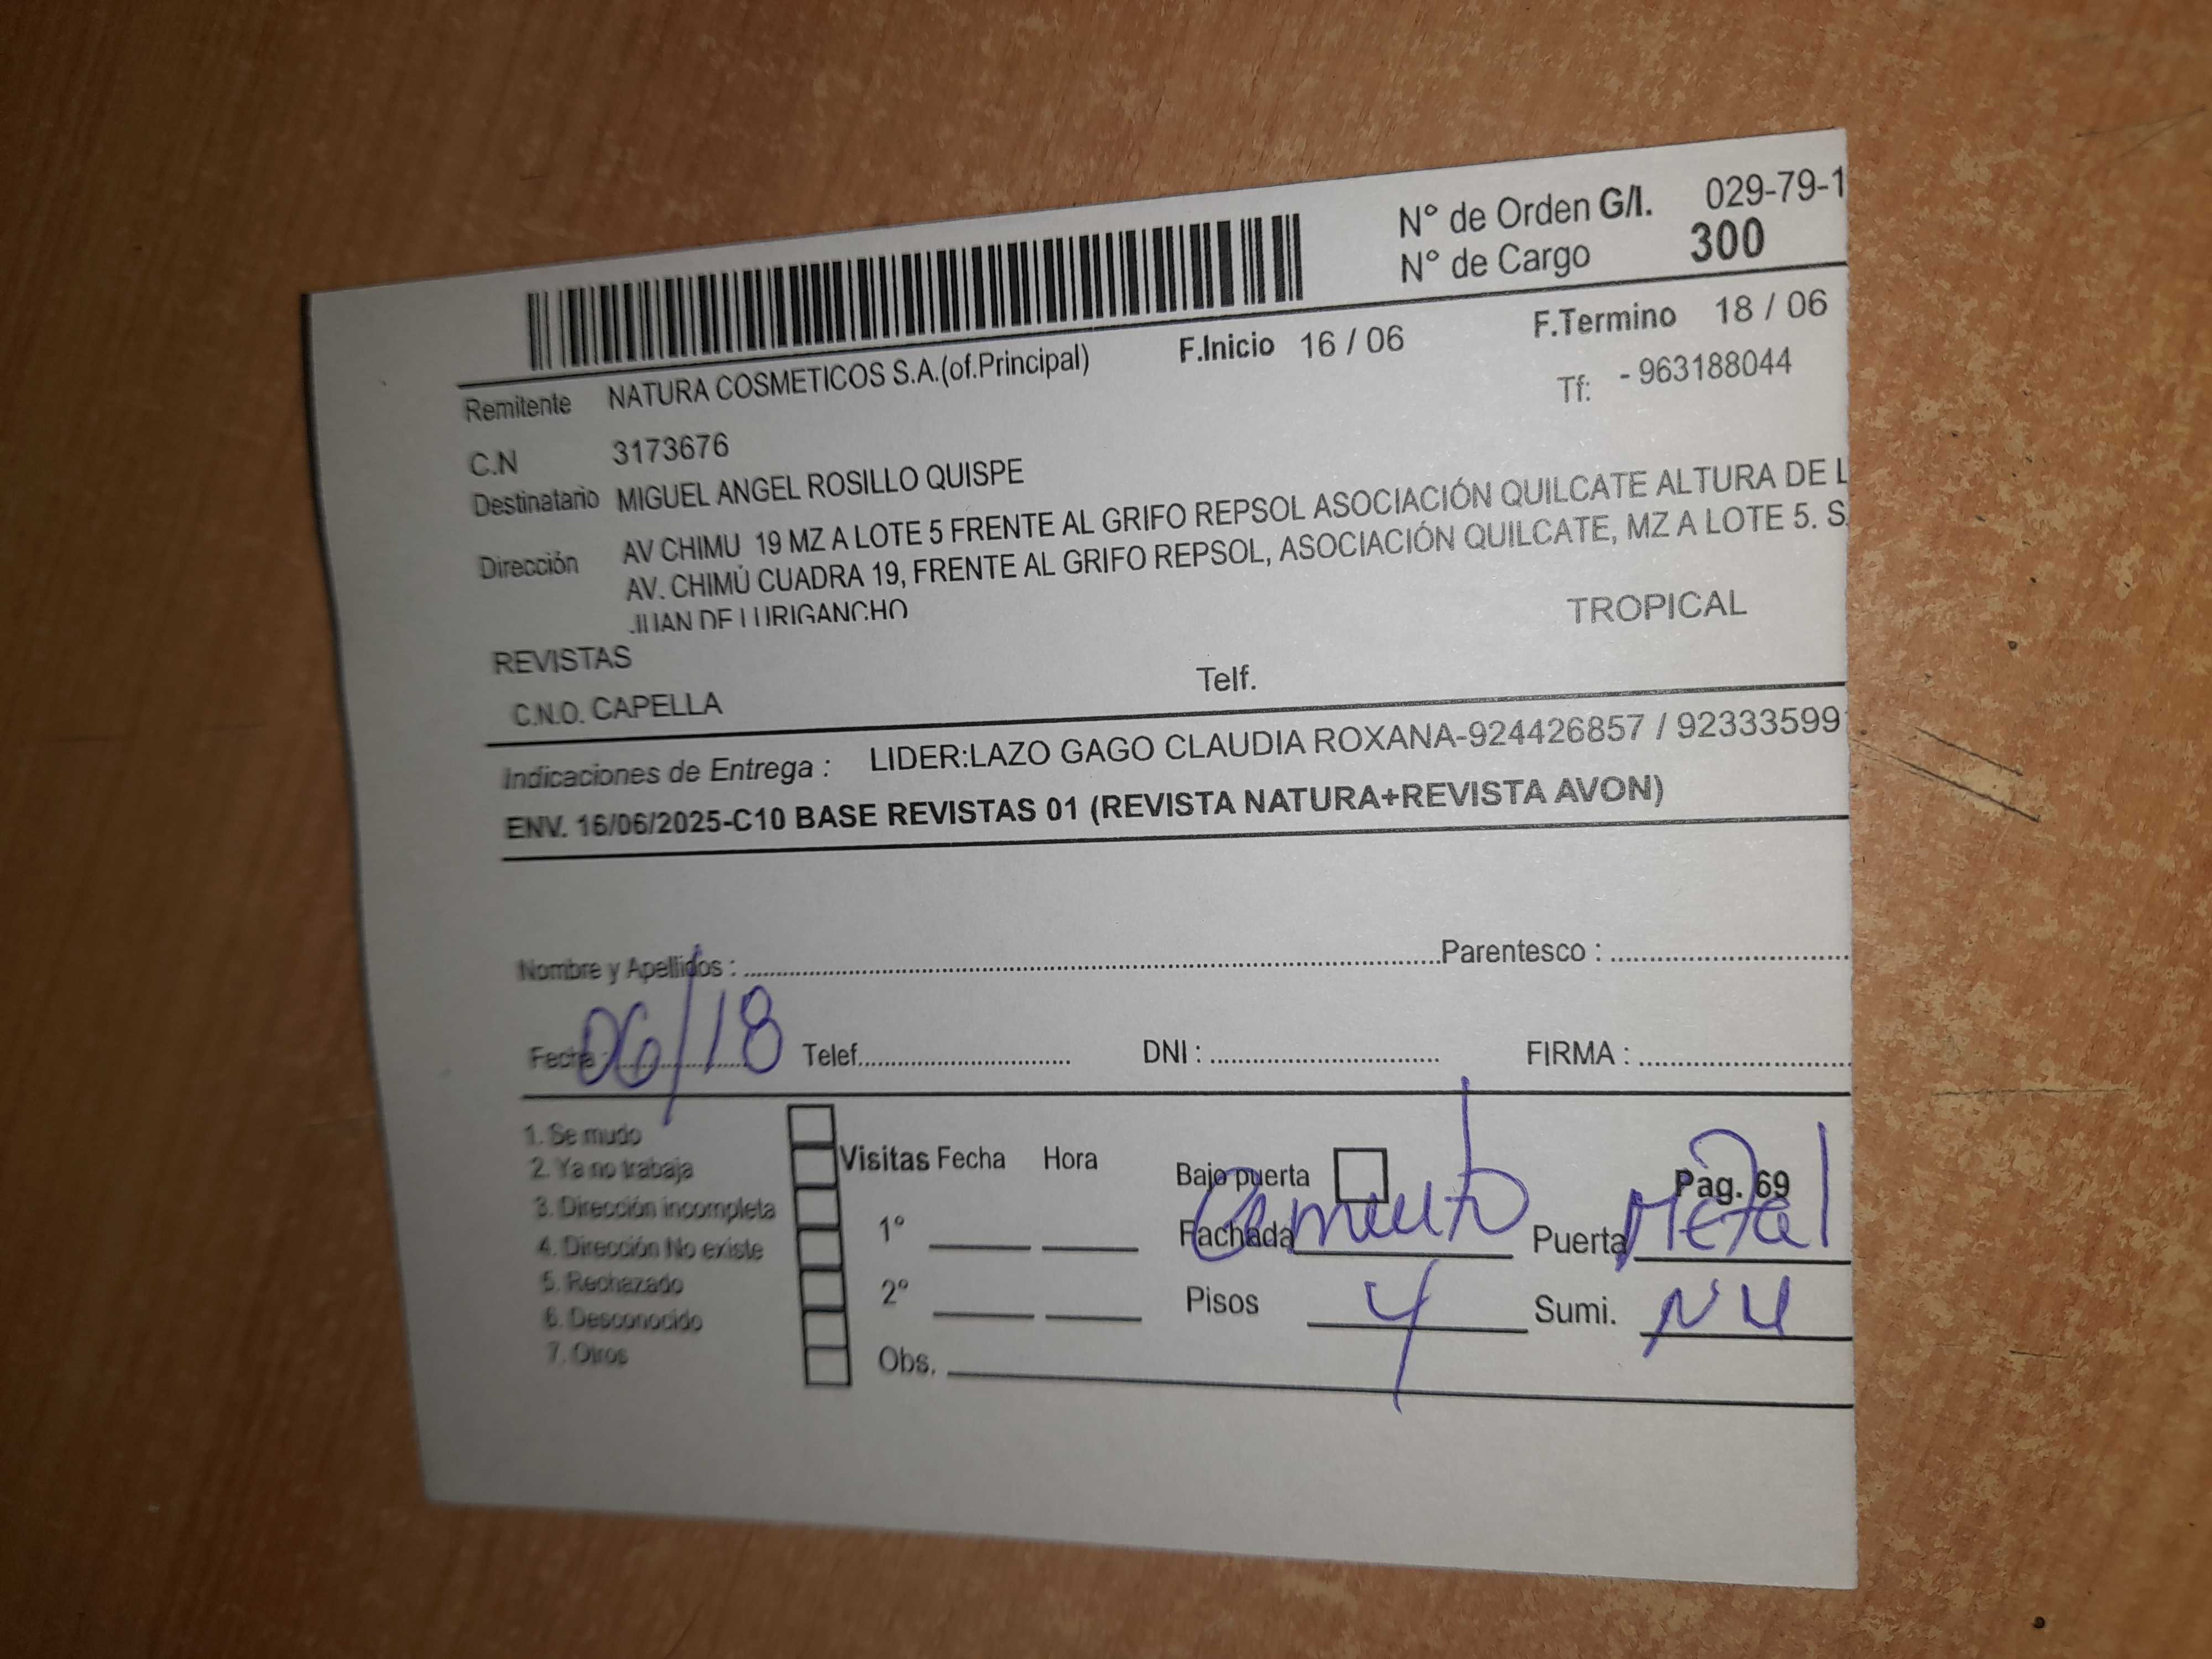 N° de Orden G/I. 029-79-1
N° de Cargo 300
F.Inicio 16 / 06 F.Termino 18 / 06
Remitente NATURA COSMETICOS S.A.(of.Principal) Tf: - 963188044
C.N 3173676
Destinatario MIGUEL ANGEL ROSILLO QUISPE
Dirección AV CHIMU 19 MZ A LOTE 5 FRENTE AL GRIFO REPSOL ASOCIACIÓN QUILCATE ALTURA DE L
AV. CHIMÚ CUADRA 19, FRENTE AL GRIFO REPSOL, ASOCIACIÓN QUILCATE, MZ A LOTE 5. S
JUAN DE LURIGANCHO
TROPICAL
REVISTAS
C.N.O. CAPELLA Telf.
Indicaciones de Entrega : LIDER:LAZO GAGO CLAUDIA ROXANA-924426857 / 92333599
ENV. 16/06/2025-C10 BASE REVISTAS 01 (REVISTA NATURA+REVISTA AVON)
Nombre y Apellidos : Parentesco :
Fecha : 06/18 Telef. DNI : FIRMA :
1. Se mudo
2. Ya no trabaja
3. Dirección incompleta
4. Dirección No existe
5. Rechazado
6. Desconocido
7. Otros
Visitas Fecha Hora
1°
2°
Obs.
Bajo puerta Pag. 69
Fachada Cemento Puerta Metal
Pisos 4 Sumi. N4